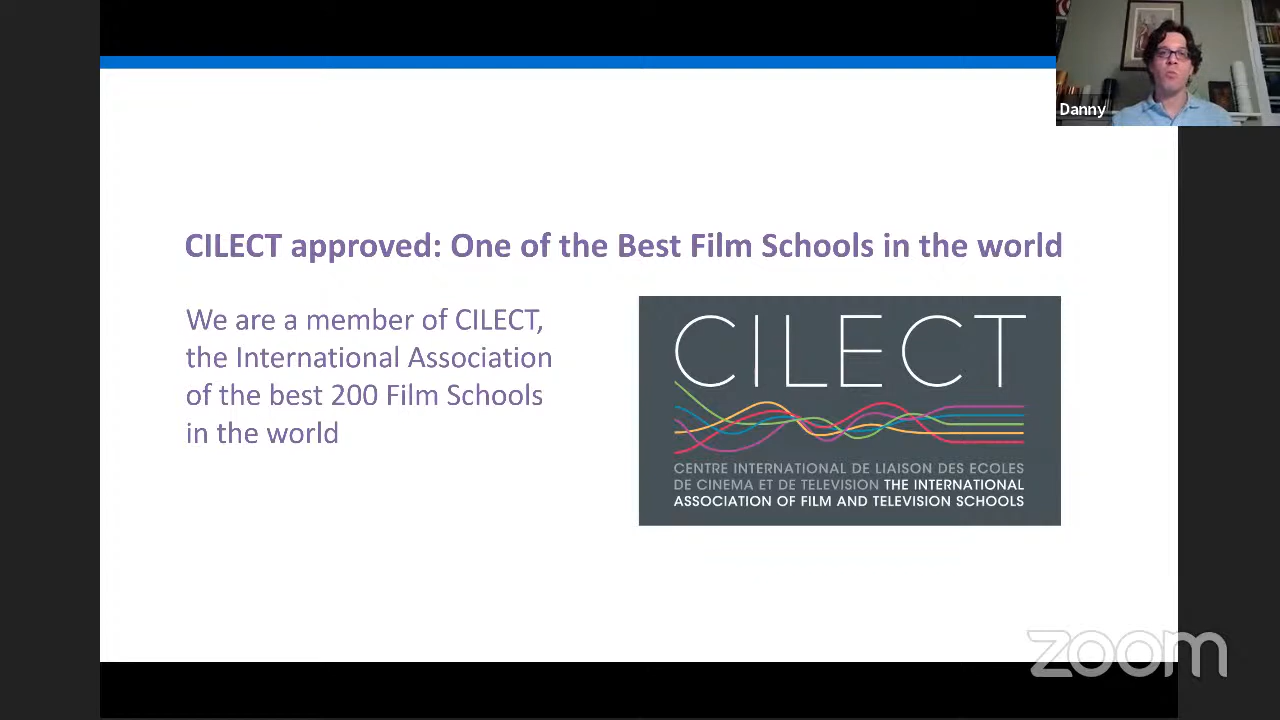 Danny
CILECT approved: One of the Best Film Schools in the world
We are a member of CILECT,
the International Association
of the best 200 Film Schools
in the world
CILECT
CENTRE INTERNATIONAL DE LIAISON DES ECOLES
DE CINEMA ET DE TELEVISION THE INTERNATIONAL
ASSOCIATION OF FILM AND TELEVISION SCHOOLS
zoom